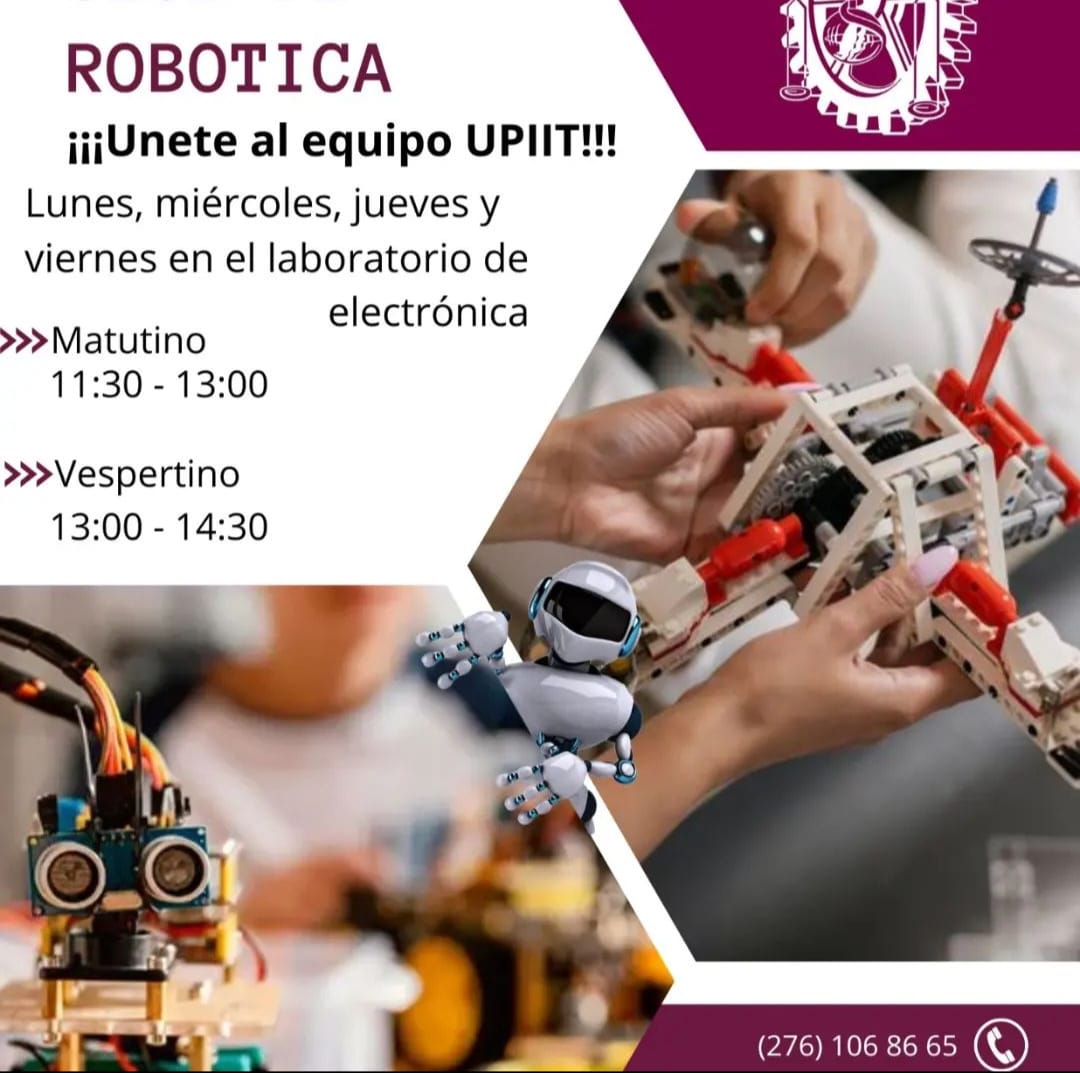 ROBOTICA
¡¡¡Unete al equipo UPIIT!!!
Lunes, miércoles, jueves y
viernes en el laboratorio de
electrónica
>>>Matutino
11:30 - 13:00
>>>Vespertino
13:00 - 14:30
(276) 106 86 65